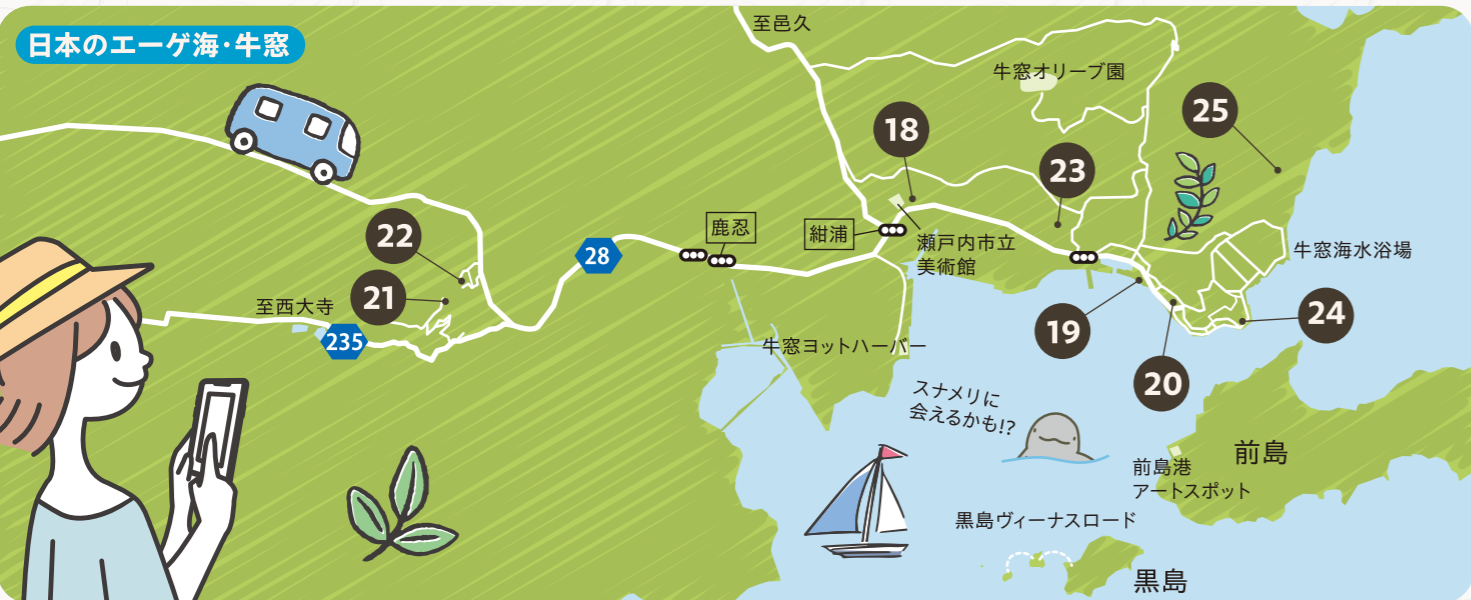 日本のエーゲ海・牛窓
至邑久
牛窓オリーブ園
25
18
23
22
鹿忍
紺浦
瀬戸内市立
美術館
牛窓海水浴場
28
21
至西大寺
235
19
24
牛窓ヨットハーバー
20
スナメリに
会えるかも!?
前島
前島港
アートスポット
黒島ヴィーナスロード
黒島